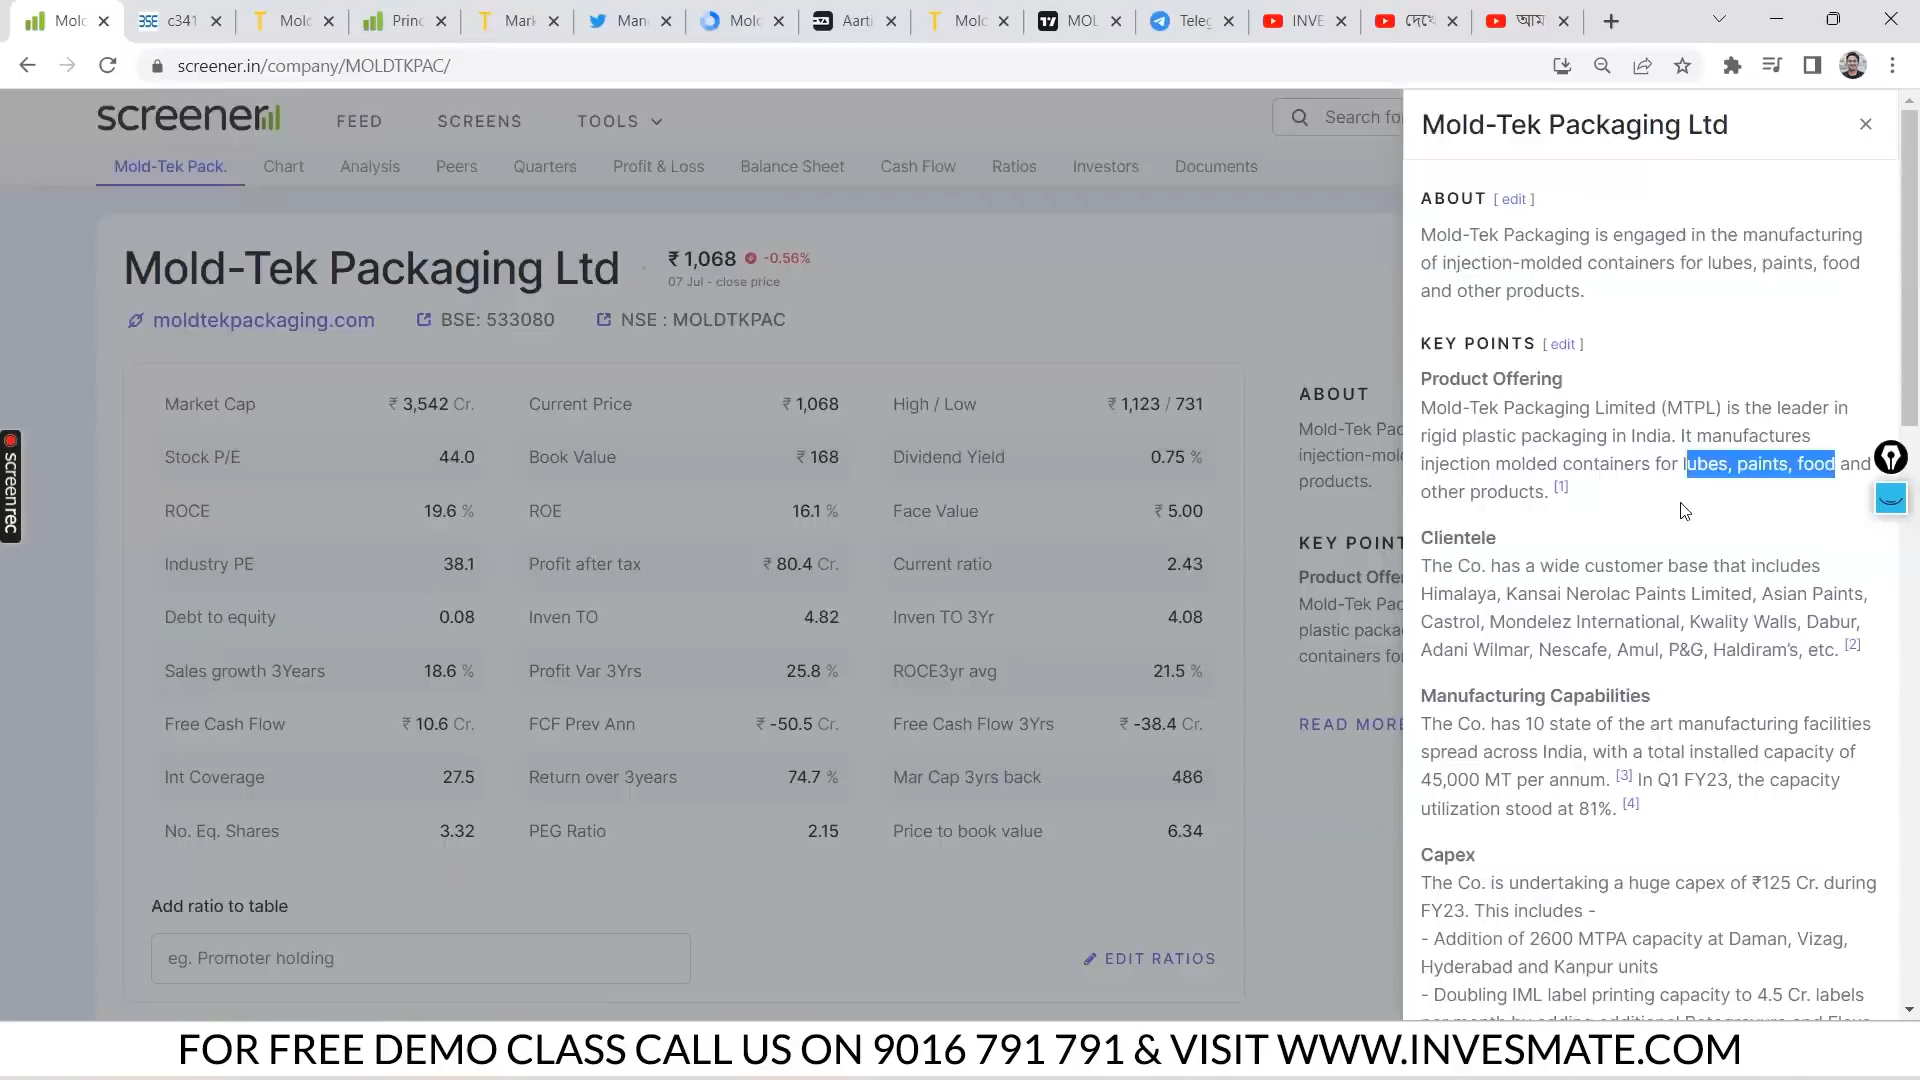 Mold
c341
Mold
Princ
Mark
Man
Mold
Aarti
Mold
MOL
Teleg
INVE
দেখে
আম
screener.in/company/MOLDTKPAC/
screener
FEED
SCREENS
TOOLS
Search fo
Mold-Tek Pack.
Chart
Analysis
Peers
Quarters
Profit & Loss
Balance Sheet
Cash Flow
Ratios
Investors
Documents
Mold-Tek Packaging Ltd
₹ 1,068 -0.56%
07 Jul - close price
moldtekpackaging.com
BSE: 533080
NSE : MOLDTKPAC
Market Cap ₹ 3,542 Cr.
Current Price ₹ 1,068
High / Low ₹ 1,123 / 731
Stock P/E 44.0
Book Value ₹ 168
Dividend Yield 0.75 %
ROCE 19.6 %
ROE 16.1 %
Face Value ₹ 5.00
Industry PE 38.1
Profit after tax ₹ 80.4 Cr.
Current ratio 2.43
Debt to equity 0.08
Inven TO 4.82
Inven TO 3Yr 4.08
Sales growth 3Years 18.6 %
Profit Var 3Yrs 25.8 %
ROCE3yr avg 21.5 %
Free Cash Flow ₹ 10.6 Cr.
FCF Prev Ann ₹ -50.5 Cr.
Free Cash Flow 3Yrs ₹ -38.4 Cr.
Int Coverage 27.5
Return over 3years 74.7 %
Mar Cap 3yrs back 486
No. Eq. Shares 3.32
PEG Ratio 2.15
Price to book value 6.34
Add ratio to table
eg. Promoter holding
EDIT RATIOS
ABOUT
Mold-Tek Pac
injection-mol
products.
KEY POINT
Product Offe
Mold-Tek Pac
plastic packa
containers fo
READ MORE
Mold-Tek Packaging Ltd
ABOUT [ edit ]
Mold-Tek Packaging is engaged in the manufacturing
of injection-molded containers for lubes, paints, food
and other products.
KEY POINTS [ edit ]
Product Offering
Mold-Tek Packaging Limited (MTPL) is the leader in
rigid plastic packaging in India. It manufactures
injection molded containers for lubes, paints, food and
other products. [1]
Clientele
The Co. has a wide customer base that includes
Himalaya, Kansai Nerolac Paints Limited, Asian Paints,
Castrol, Mondelez International, Kwality Walls, Dabur,
Adani Wilmar, Nescafe, Amul, P&G, Haldiram's, etc. [2]
Manufacturing Capabilities
The Co. has 10 state of the art manufacturing facilities
spread across India, with a total installed capacity of
45,000 MT per annum. [3] In Q1 FY23, the capacity
utilization stood at 81%. [4]
Capex
The Co. is undertaking a huge capex of ₹125 Cr. during
FY23. This includes -
- Addition of 2600 MTPA capacity at Daman, Vizag,
Hyderabad and Kanpur units
- Doubling IML label printing capacity to 4.5 Cr. labels
screenrec
FOR FREE DEMO CLASS CALL US ON 9016 791 791 & VISIT WWW.INVESMATE.COM